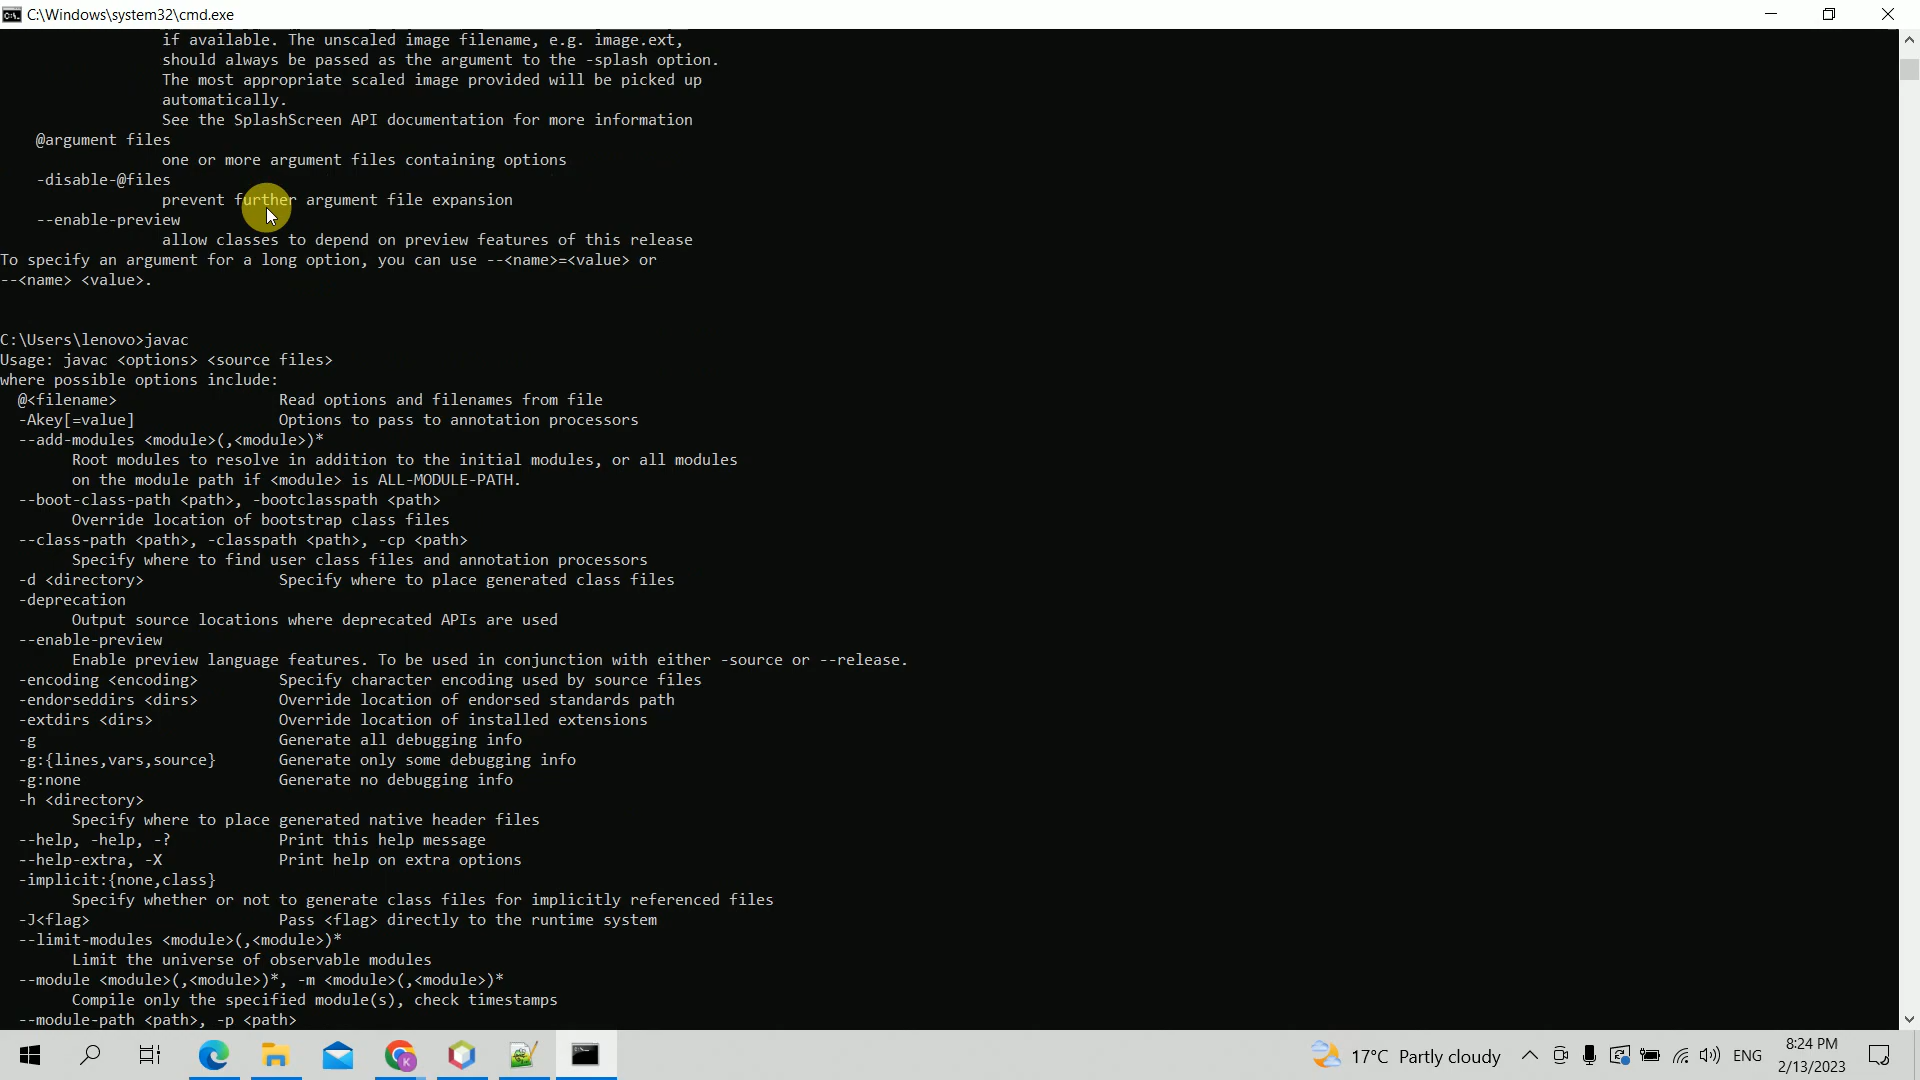 C:\Windows\system32\cmd.exe
if available. The unscaled image filename, e.g. image.ext,
should always be passed as the argument to the -splash option.
The most appropriate scaled image provided will be picked up
automatically.
See the SplashScreen API documentation for more information
@argument files
one or more argument files containing options
-disable-@files
prevent further argument file expansion
--enable-preview
allow classes to depend on preview features of this release
To specify an argument for a long option, you can use --<name>=<value> or
--<name> <value>.
C:\Users\lenovo>javac
Usage: javac <options> <source files>
where possible options include:
@<filename> Read options and filenames from file
-Akey[=value] Options to pass to annotation processors
--add-modules <module>(,<module>)*
Root modules to resolve in addition to the initial modules, or all modules
on the module path if <module> is ALL-MODULE-PATH.
--boot-class-path <path>, -bootclasspath <path>
Override location of bootstrap class files
--class-path <path>, -classpath <path>, -cp <path>
Specify where to find user class files and annotation processors
-d <directory> Specify where to place generated class files
-deprecation
Output source locations where deprecated APIs are used
--enable-preview
Enable preview language features. To be used in conjunction with either -source or --release.
-encoding <encoding> Specify character encoding used by source files
-endorseddirs <dirs> Override location of endorsed standards path
-extdirs <dirs> Override location of installed extensions
-g Generate all debugging info
-g:{lines,vars,source} Generate only some debugging info
-g:none Generate no debugging info
-h <directory>
Specify where to place generated native header files
--help, -help, -? Print this help message
--help-extra, -X Print help on extra options
-implicit:{none,class}
Specify whether or not to generate class files for implicitly referenced files
-J<flag> Pass <flag> directly to the runtime system
--limit-modules <module>(,<module>)*
Limit the universe of observable modules
--module <module>(,<module>)*, -m <module>(,<module>)*
Compile only the specified module(s), check timestamps
--module-path <path>, -p <path>
17°C Partly cloudy
ENG
8:24 PM
2/13/2023